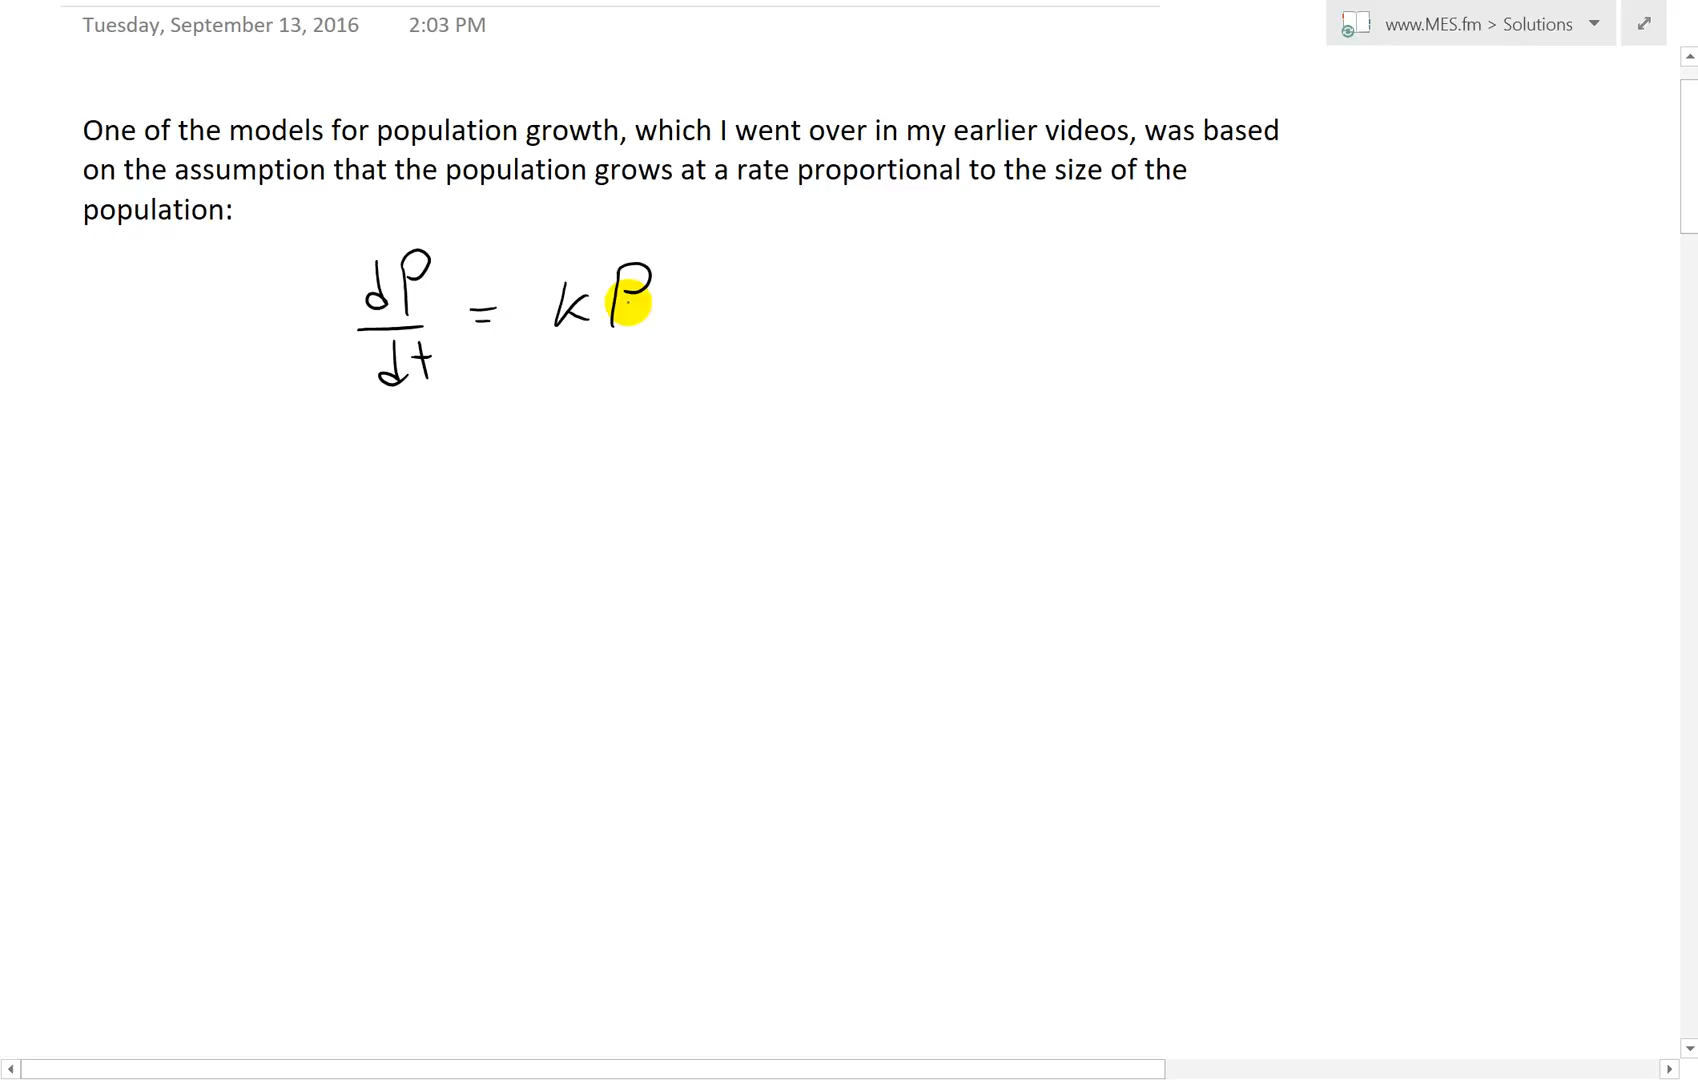 Tuesday, September 13, 2016 2:03 PM
www.MES.fm > Solutions
One of the models for population growth, which I went over in my earlier videos, was based
on the assumption that the population grows at a rate proportional to the size of the
population:
dP/dt = kP